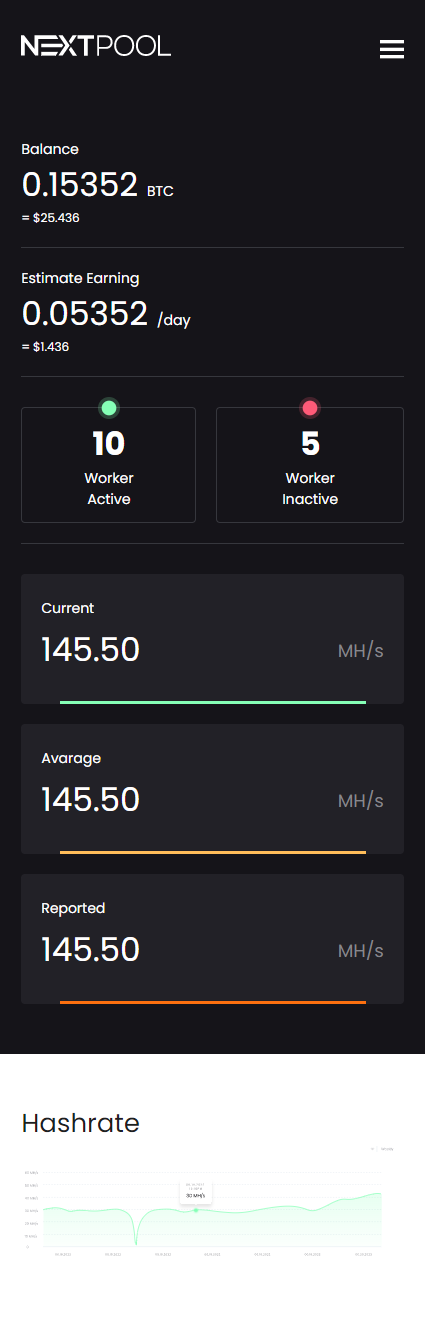 NEXTPOOL
Balance
0.15352 BTC
= $25.436
Estimate Earning
0.05352 /day
= $1.436
10
Worker
Active
5
Worker
Inactive
Current
145.50 MH/s
Avarage
145.50 MH/s
Reported
145.50 MH/s
Hashrate
30 MH/s